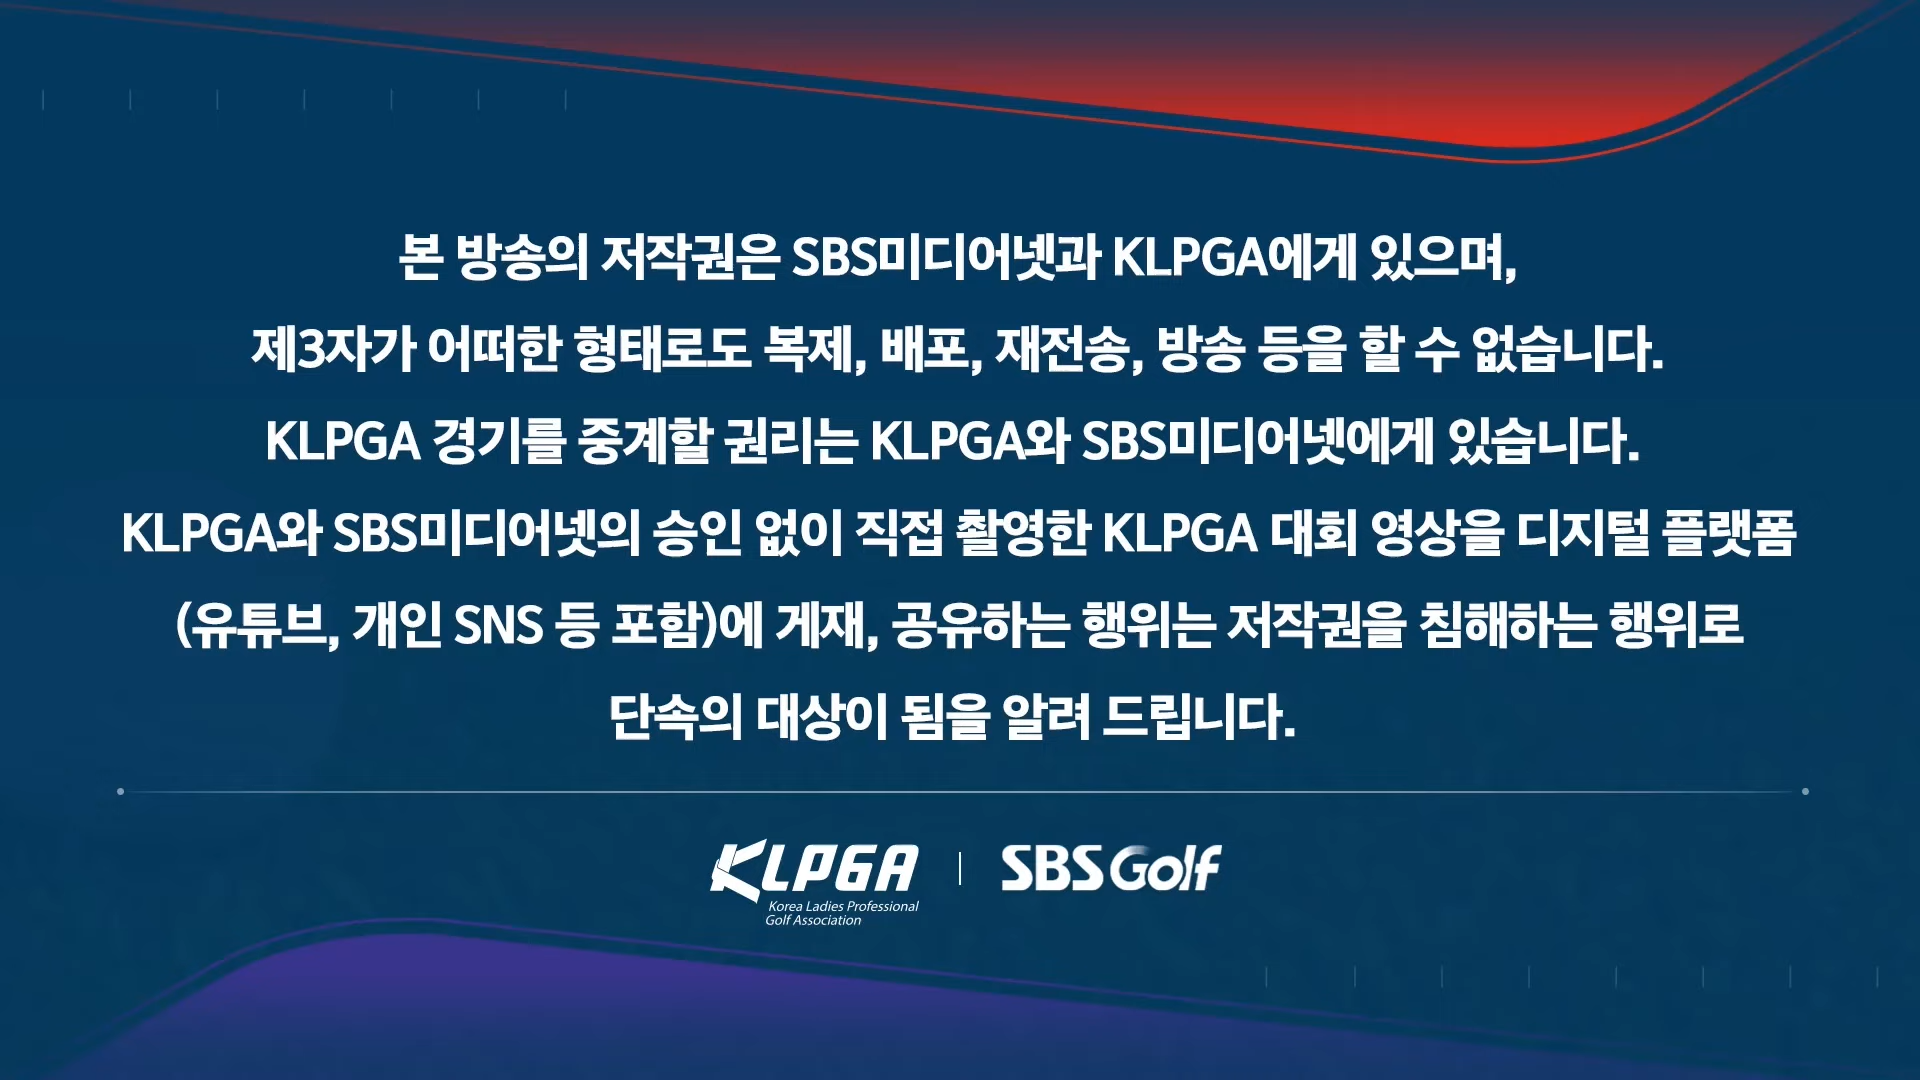 본 방송의 저작권은 SBS미디어넷과 KLPGA에게 있으며,
제3자가 어떠한 형태로도 복제, 배포, 재전송, 방송 등을 할 수 없습니다.
KLPGA 경기를 중계할 권리는 KLPGA와 SBS미디어넷에게 있습니다.
KLPGA와 SBS미디어넷의 승인 없이 직접 촬영한 KLPGA 대회 영상을 디지털 플랫폼
(유튜브, 개인 SNS 등 포함)에 게재, 공유하는 행위는 저작권을 침해하는 행위로
단속의 대상이 됨을 알려 드립니다.
KLPGA
Korea Ladies Professional
Golf Association
SBS Golf